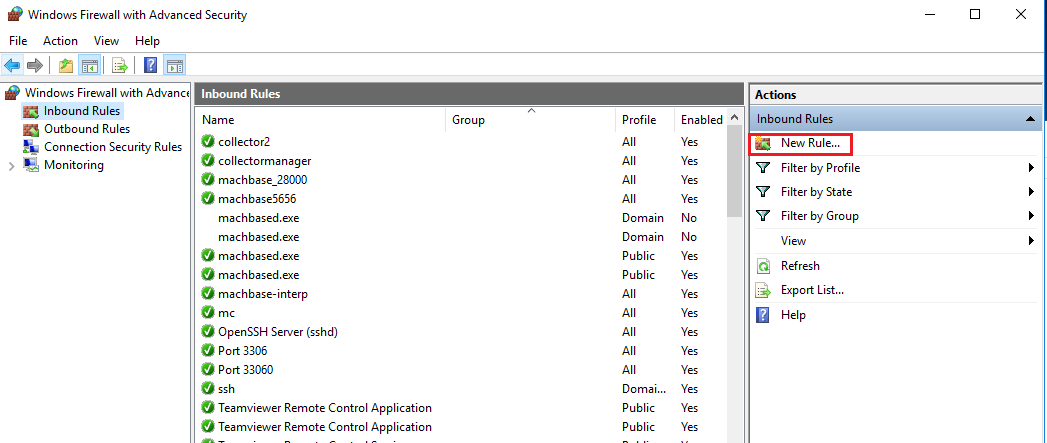 Windows Firewall with Advanced Security
File Action View Help
Windows Firewall with Advance
Inbound Rules
Outbound Rules
Connection Security Rules
Monitoring
Inbound Rules
Name Group Profile Enabled
collector2 All Yes
collectormanager All Yes
machbase_28000 All Yes
machbase5656 All Yes
machbased.exe Domain No
machbased.exe Domain No
machbased.exe Public Yes
machbased.exe Public Yes
machbase-interp All Yes
mc All Yes
OpenSSH Server (sshd) All Yes
Port 3306 All Yes
Port 33060 All Yes
ssh Domai... Yes
Teamviewer Remote Control Application Public Yes
Teamviewer Remote Control Application Public Yes
Actions
Inbound Rules
New Rule...
Filter by Profile
Filter by State
Filter by Group
View
Refresh
Export List...
Help